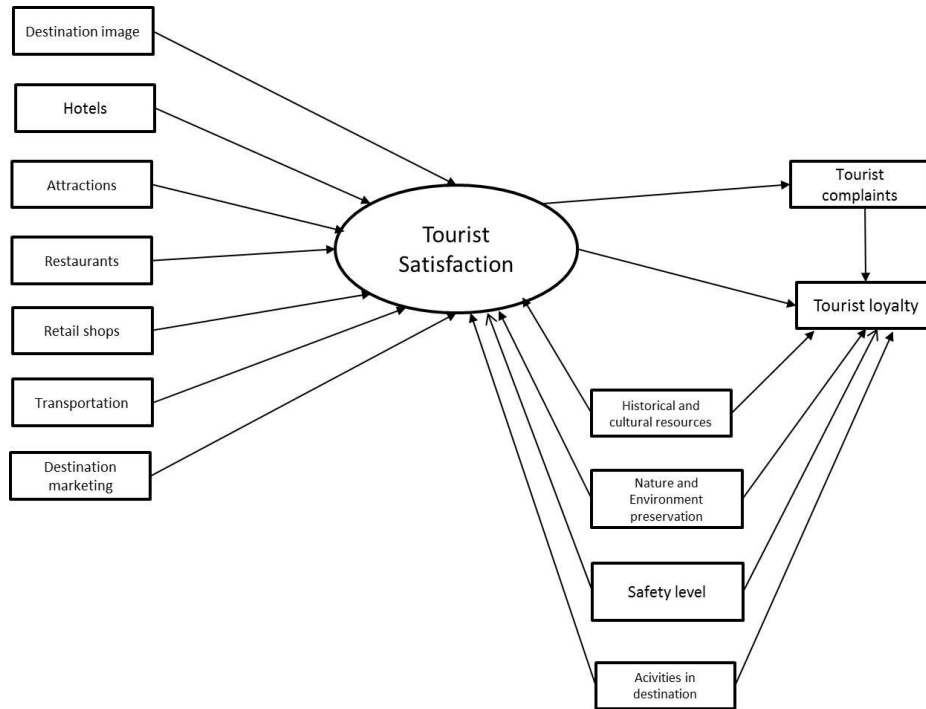 Destination image
Hotels
Attractions
Restaurants
Retail shops
Transportation
Destination
marketing
Tourist
Satisfaction
Tourist
complaints
Tourist loyalty
Historical and
cultural resources
Nature and
Environment
preservation
Safety level
Acivities in
destination